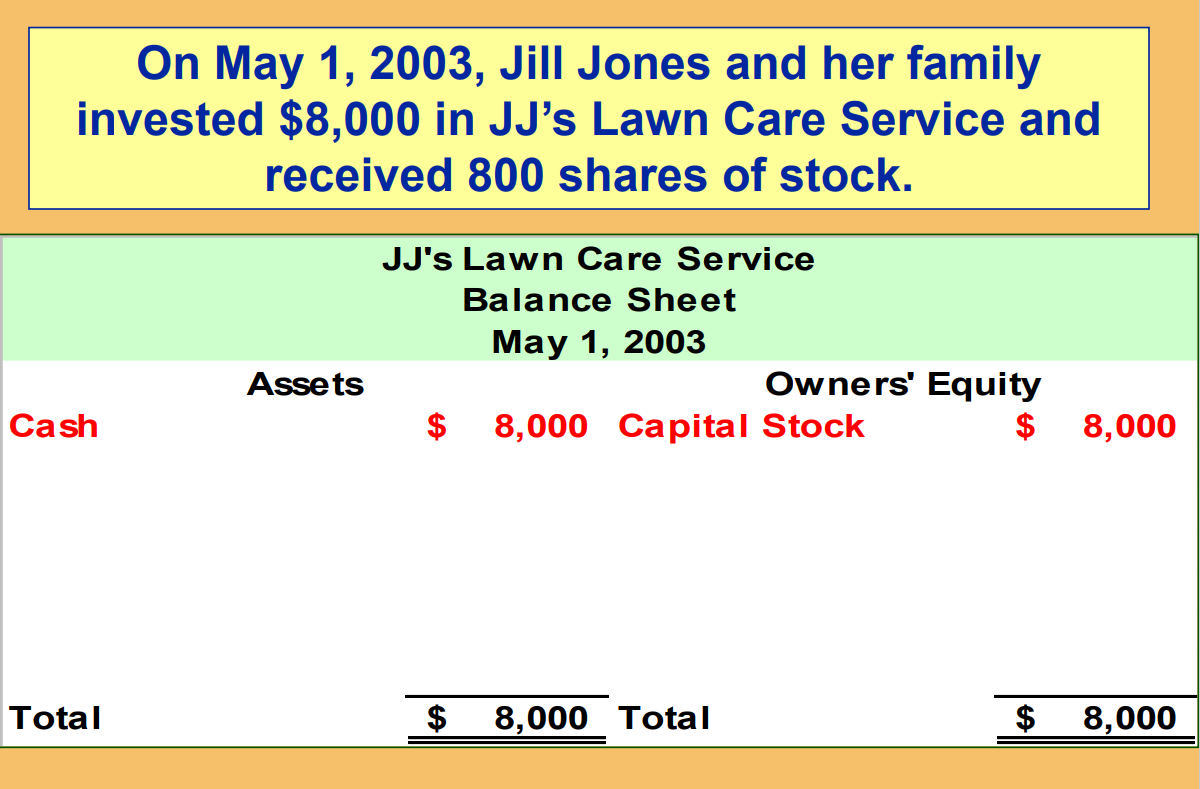 On May 1, 2003, Jill Jones and her family
invested $8,000 in JJ’s Lawn Care Service and
received 800 shares of stock.
JJ's Lawn Care Service
Balance Sheet
May 1, 2003
Assets Owners' Equity
Cash $ 8,000 Capital Stock $ 8,000
Total $ 8,000 Total $ 8,000